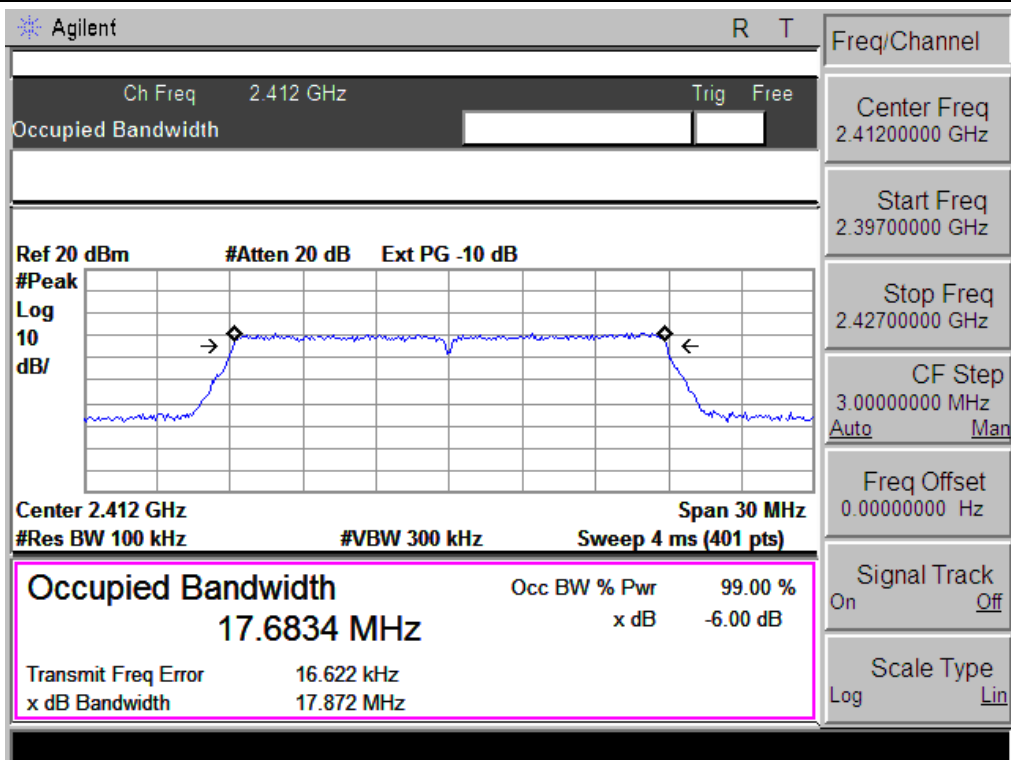 Agilent R T
Ch Freq 2.412 GHz Trig Free
Occupied Bandwidth
Ref 20 dBm #Atten 20 dB Ext PG -10 dB
#Peak
Log
10
dB/
Center 2.412 GHz Span 30 MHz
#Res BW 100 kHz #VBW 300 kHz Sweep 4 ms (401 pts)
Occupied Bandwidth Occ BW % Pwr 99.00 %
17.6834 MHz x dB -6.00 dB
Transmit Freq Error 16.622 kHz
x dB Bandwidth 17.872 MHz
Freq/Channel
Center Freq
2.41200000 GHz
Start Freq
2.39700000 GHz
Stop Freq
2.42700000 GHz
CF Step
3.00000000 MHz
Auto Man
Freq Offset
0.00000000 Hz
Signal Track
On Off
Scale Type
Log Lin